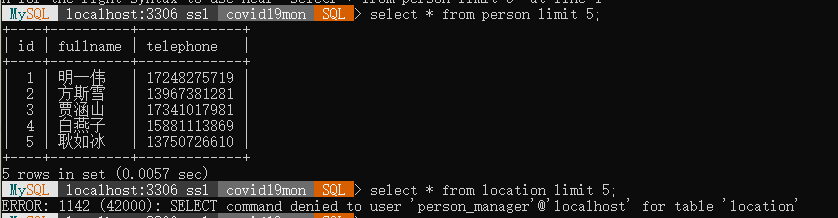 MySQL localhost:3306 ssl covid19mon SQL > select * from person limit 5;
+----+----------+-------------+
| id | fullname | telephone   |
+----+----------+-------------+
|  1 | 明一伟   | 17248275719 |
|  2 | 方斯雪   | 13967381281 |
|  3 | 贾涵山   | 17341017981 |
|  4 | 白燕子   | 15881113869 |
|  5 | 耿如冰   | 13750726610 |
+----+----------+-------------+
5 rows in set (0.0057 sec)
MySQL localhost:3306 ssl covid19mon SQL > select * from location limit 5;
ERROR: 1142 (42000): SELECT command denied to user 'person_manager'@'localhost' for table 'location'